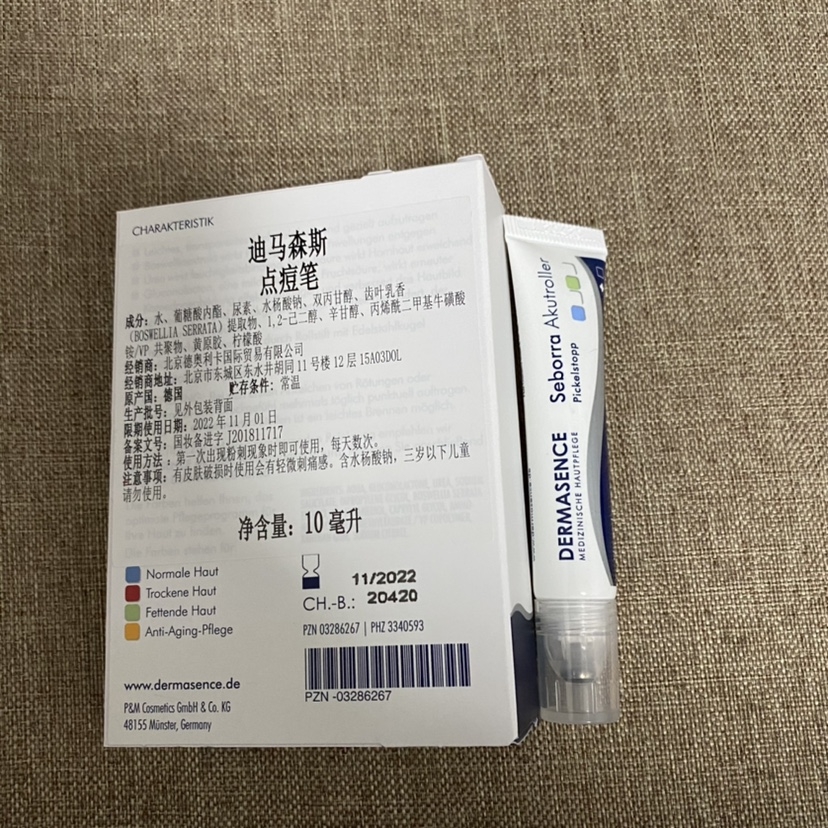 CHARAKTERISTIK
迪马森斯
点痘笔
成分：水、葡糖酸内酯、尿素、水杨酸钠、双丙甘醇、齿叶乳香
（BOSWELLIA SERRATA）提取物、1,2-己二醇、辛甘醇、丙烯酰二甲基牛磺酸
铵/VP 共聚物、黄原胶、柠檬酸
经销商：北京德奥利卡国际贸易有限公司
经销商地址：北京市东城区东水井胡同11号楼12层15A03D0L
原产国：德国 贮存条件：常温
生产批号：见外包装背面
限期使用日期：2022年11月01日
备案文号：国妆备进字J201811717
使用方法：第一次出现粉刺现象时即可使用，每天数次。
注意事项：有皮肤破损时使用会有轻微刺痛感。含水杨酸钠，三岁以下儿童
请勿使用。
净含量：10毫升
Normale Haut
Trockene Haut
Fettende Haut
Anti-Aging-Pflege
11/2022
CH.-B.: 20420
PZN 03286267 | PHZ 3340593
PZN -03286267
www.dermasence.de
P&M Cosmetics GmbH & Co. KG
48155 Münster, Germany
DERMASENCE
MEDIZINISCHE HAUTPFLEGE
Seborra Akutroller
Pickelstopp